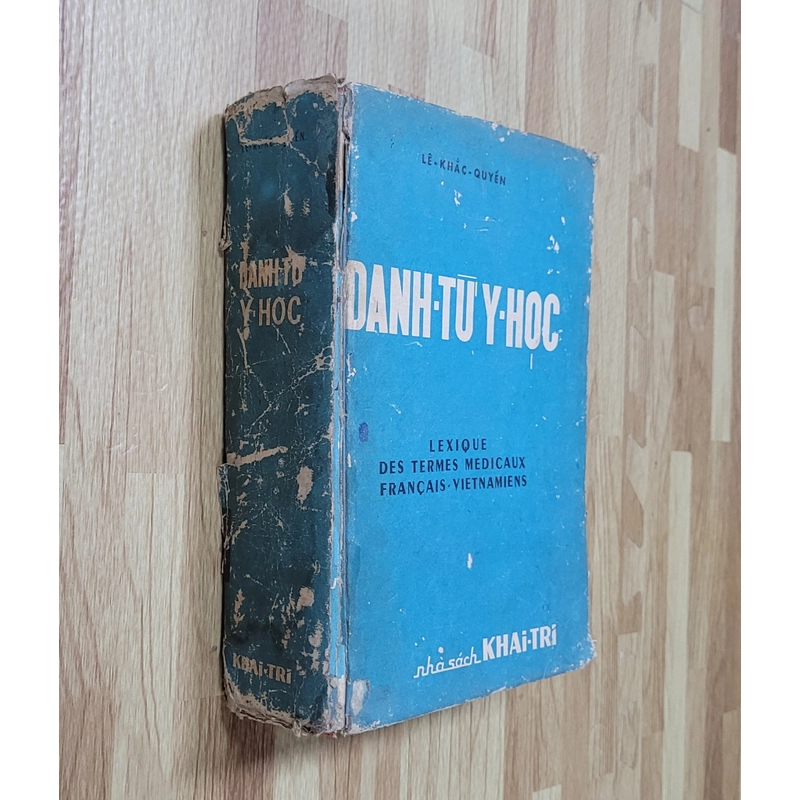 LÊ-KHẮC-QUYẾN
DANH-TỪ Y-HỌC
LEXIQUE
DES TERMES MEDICAUX
FRANÇAIS-VIETNAMIENS
nhà sách KHAI-TRÍ
DANH-TỪ
Y-HỌC
KHAI-TRÍ